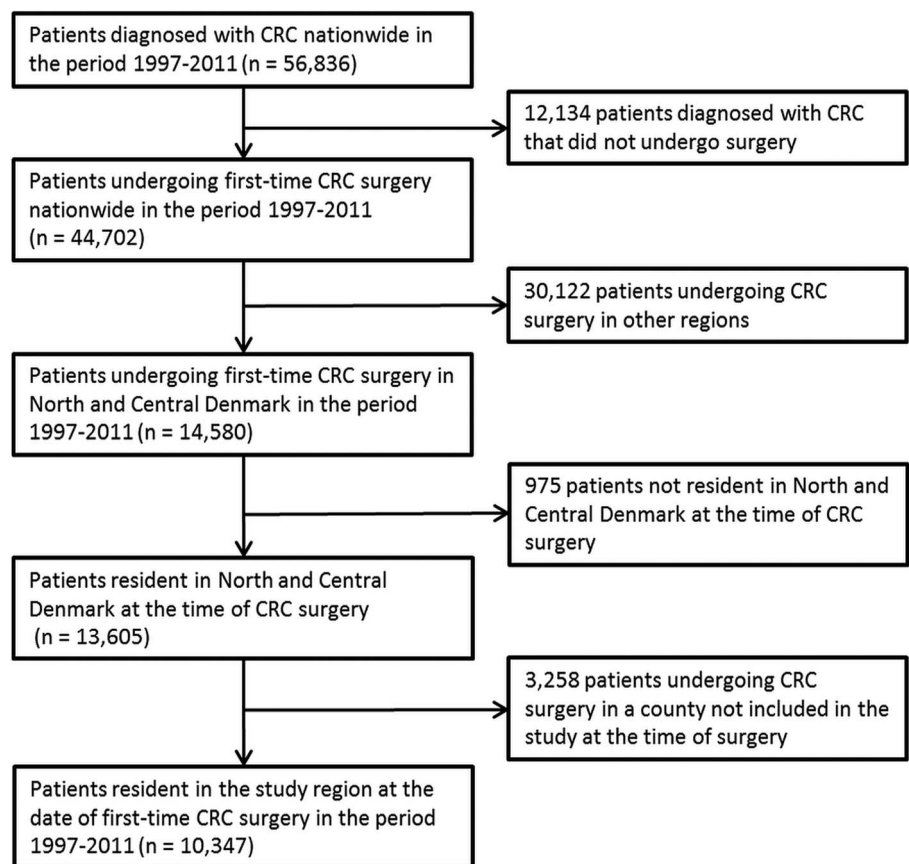 Patients diagnosed with CRC nationwide in
the period 1997-2011 (n = 56,836)
12,134 patients diagnosed with CRC
that did not undergo surgery
Patients undergoing first-time CRC surgery
nationwide in the period 1997-2011
(n = 44,702)
30,122 patients undergoing CRC
surgery in other regions
Patients undergoing first-time CRC surgery in
North and Central Denmark in the period
1997-2011 (n = 14,580)
975 patients not resident in North and
Central Denmark at the time of CRC
surgery
Patients resident in North and Central
Denmark at the time of CRC surgery
(n = 13,605)
3,258 patients undergoing CRC
surgery in a county not included in the
study at the time of surgery
Patients resident in the study region at the
date of first-time CRC surgery in the period
1997-2011 (n = 10,347)